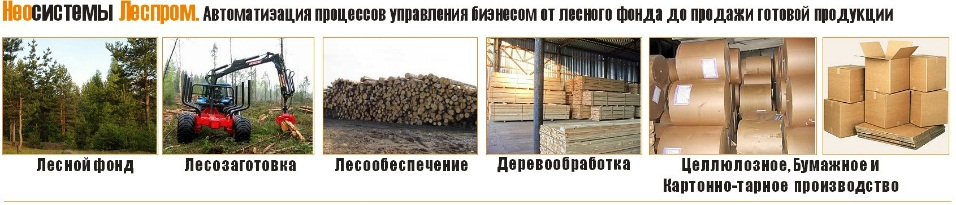 Неосистемы Леспром. Автоматизация процессов управления бизнесом от лесного фонда до продажи готовой продукции
Лесной фонд
Лесозаготовка
Лесообеспечение
Деревообработка
Целлюлозное, Бумажное и
Картонно-тарное производство